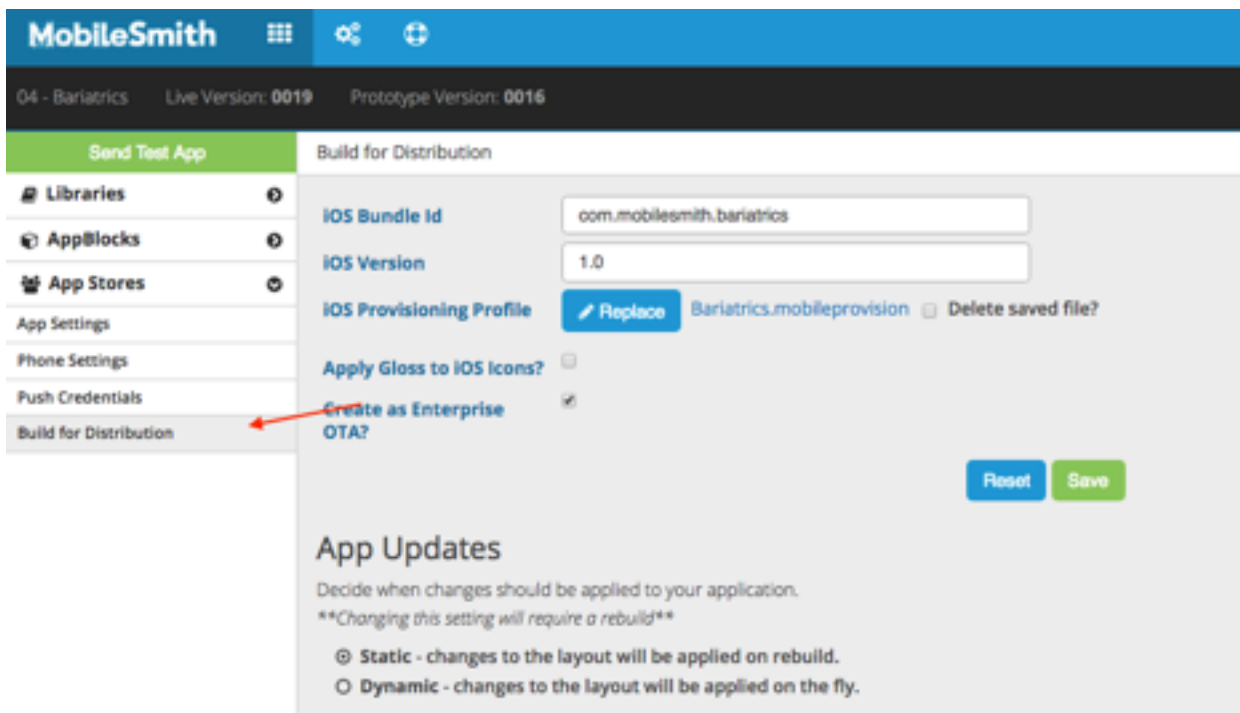 MobileSmith
04 - Bariatrics Live Version: 0019 Prototype Version: 0016
Send Test App
Libraries
AppBlocks
App Stores
App Settings
Phone Settings
Push Credentials
Build for Distribution
Build for Distribution
iOS Bundle Id com.mobilesmith.bariatrics
iOS Version 1.0
iOS Provisioning Profile Replace Bariatrics.mobileprovision Delete saved file?
Apply Gloss to iOS Icons?
Create as Enterprise
OTA?
Reset Save
App Updates
Decide when changes should be applied to your application.
**Changing this setting will require a rebuild**
Static - changes to the layout will be applied on rebuild.
Dynamic - changes to the layout will be applied on the fly.